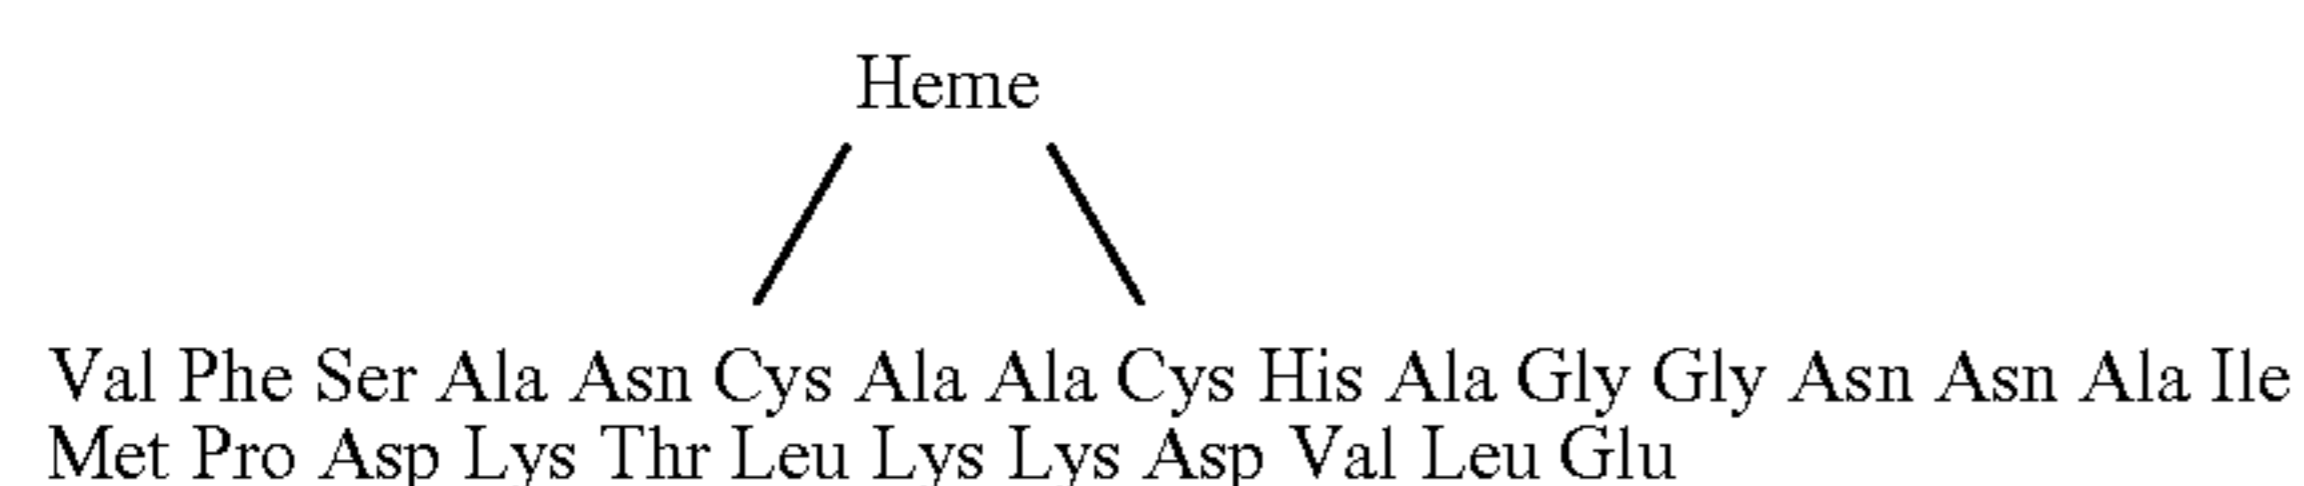 Heme
Val Phe Ser Ala Asn Cys Ala Ala Cys His Ala Gly Gly Asn Asn Ala Ile
Met Pro Asp Lys Thr Leu Lys Lys Asp Val Leu Glu